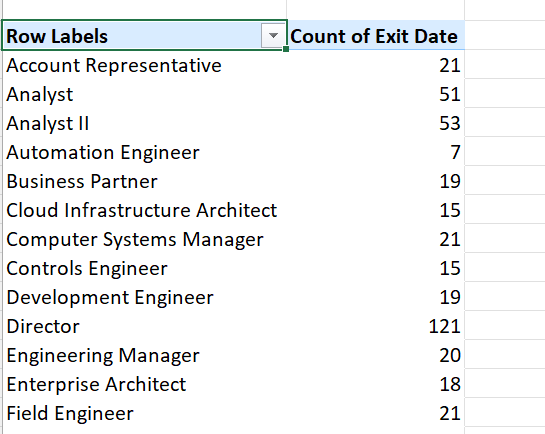 Row Labels Count of Exit Date
Account Representative 21
Analyst 51
Analyst II 53
Automation Engineer 7
Business Partner 19
Cloud Infrastructure Architect 15
Computer Systems Manager 21
Controls Engineer 15
Development Engineer 19
Director 121
Engineering Manager 20
Enterprise Architect 18
Field Engineer 21